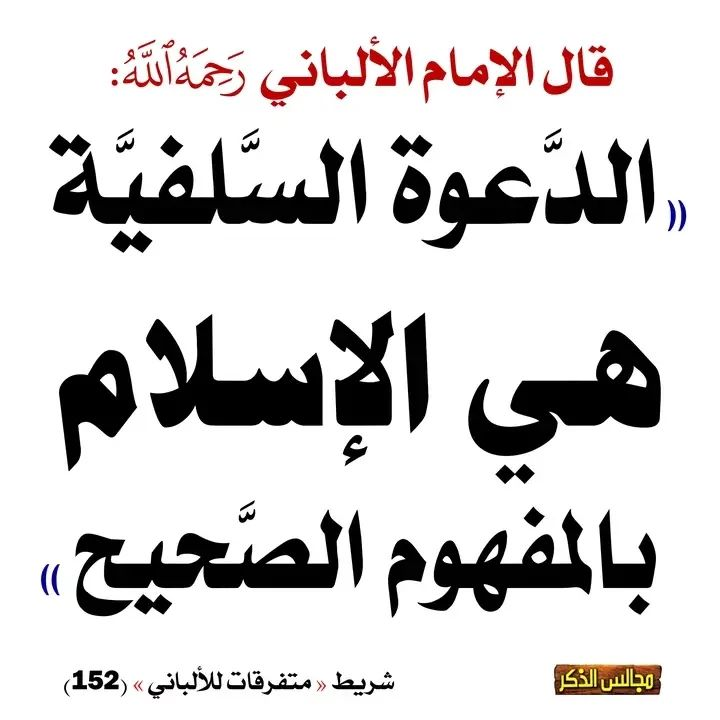 قال الإمام الألباني رَحِمَهُ ٱللَّهُ:
(( الدَّعوة السَّلفيَّة
هي الإسلام
بالمفهوم الصَّحيح ))
شريط « متفرقات للألباني » (152)
مجالس الذكر